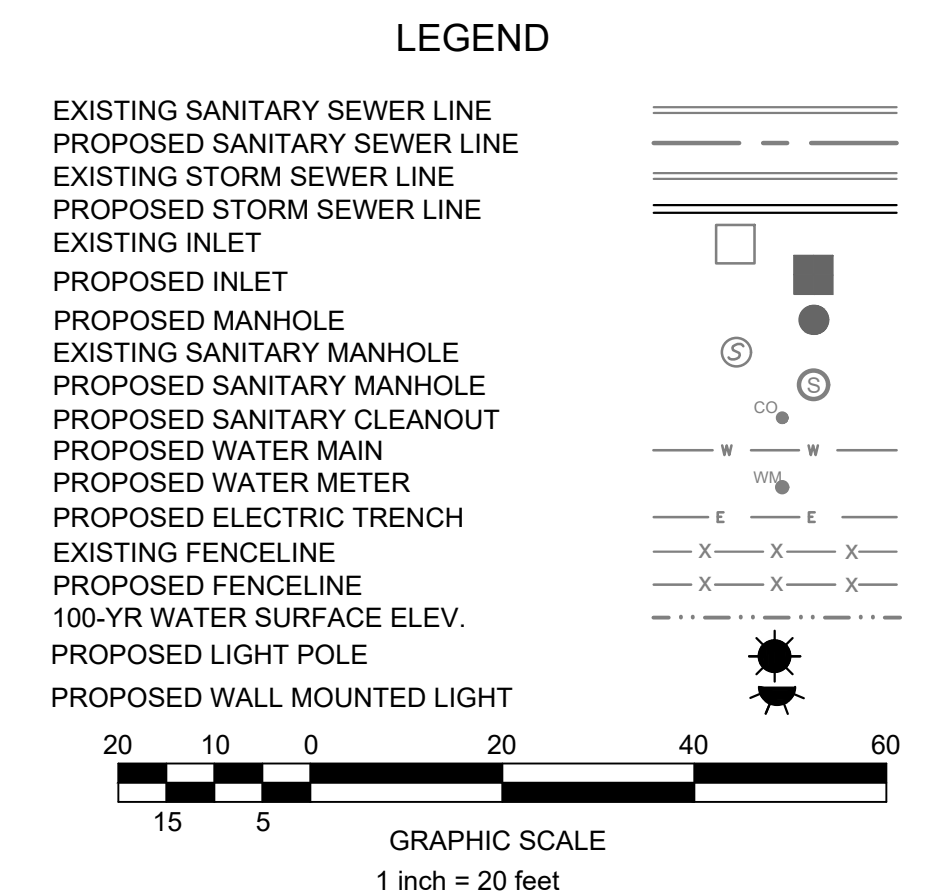 LEGEND
EXISTING SANITARY SEWER LINE
PROPOSED SANITARY SEWER LINE
EXISTING STORM SEWER LINE
PROPOSED STORM SEWER LINE
EXISTING INLET
PROPOSED INLET
PROPOSED MANHOLE
EXISTING SANITARY MANHOLE S
PROPOSED SANITARY MANHOLE S
PROPOSED SANITARY CLEANOUT CO
PROPOSED WATER MAIN W W
PROPOSED WATER METER WM
PROPOSED ELECTRIC TRENCH E E
EXISTING FENCELINE X X X
PROPOSED FENCELINE X X X
100-YR WATER SURFACE ELEV.
PROPOSED LIGHT POLE
PROPOSED WALL MOUNTED LIGHT
20 10 0 20 40 60
15 5
GRAPHIC SCALE
1 inch = 20 feet